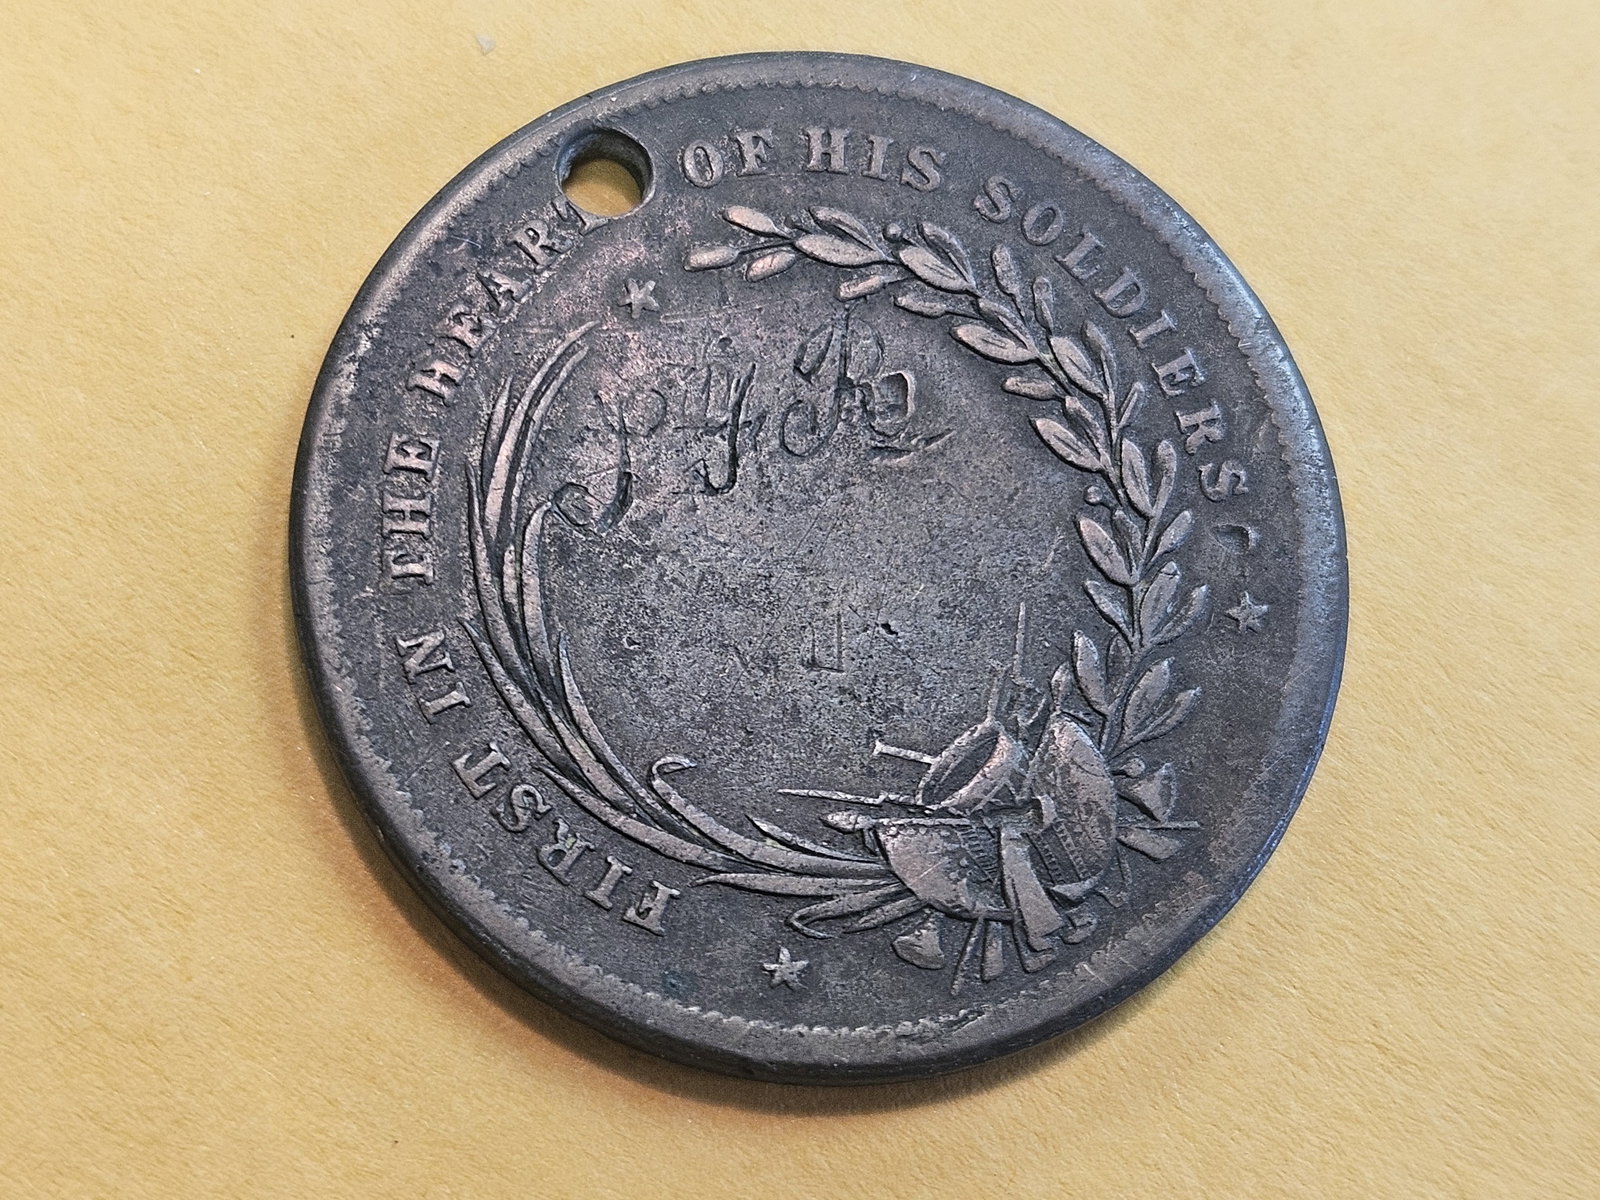 FIRST IN THE HEART OF HIS SOLDIERS